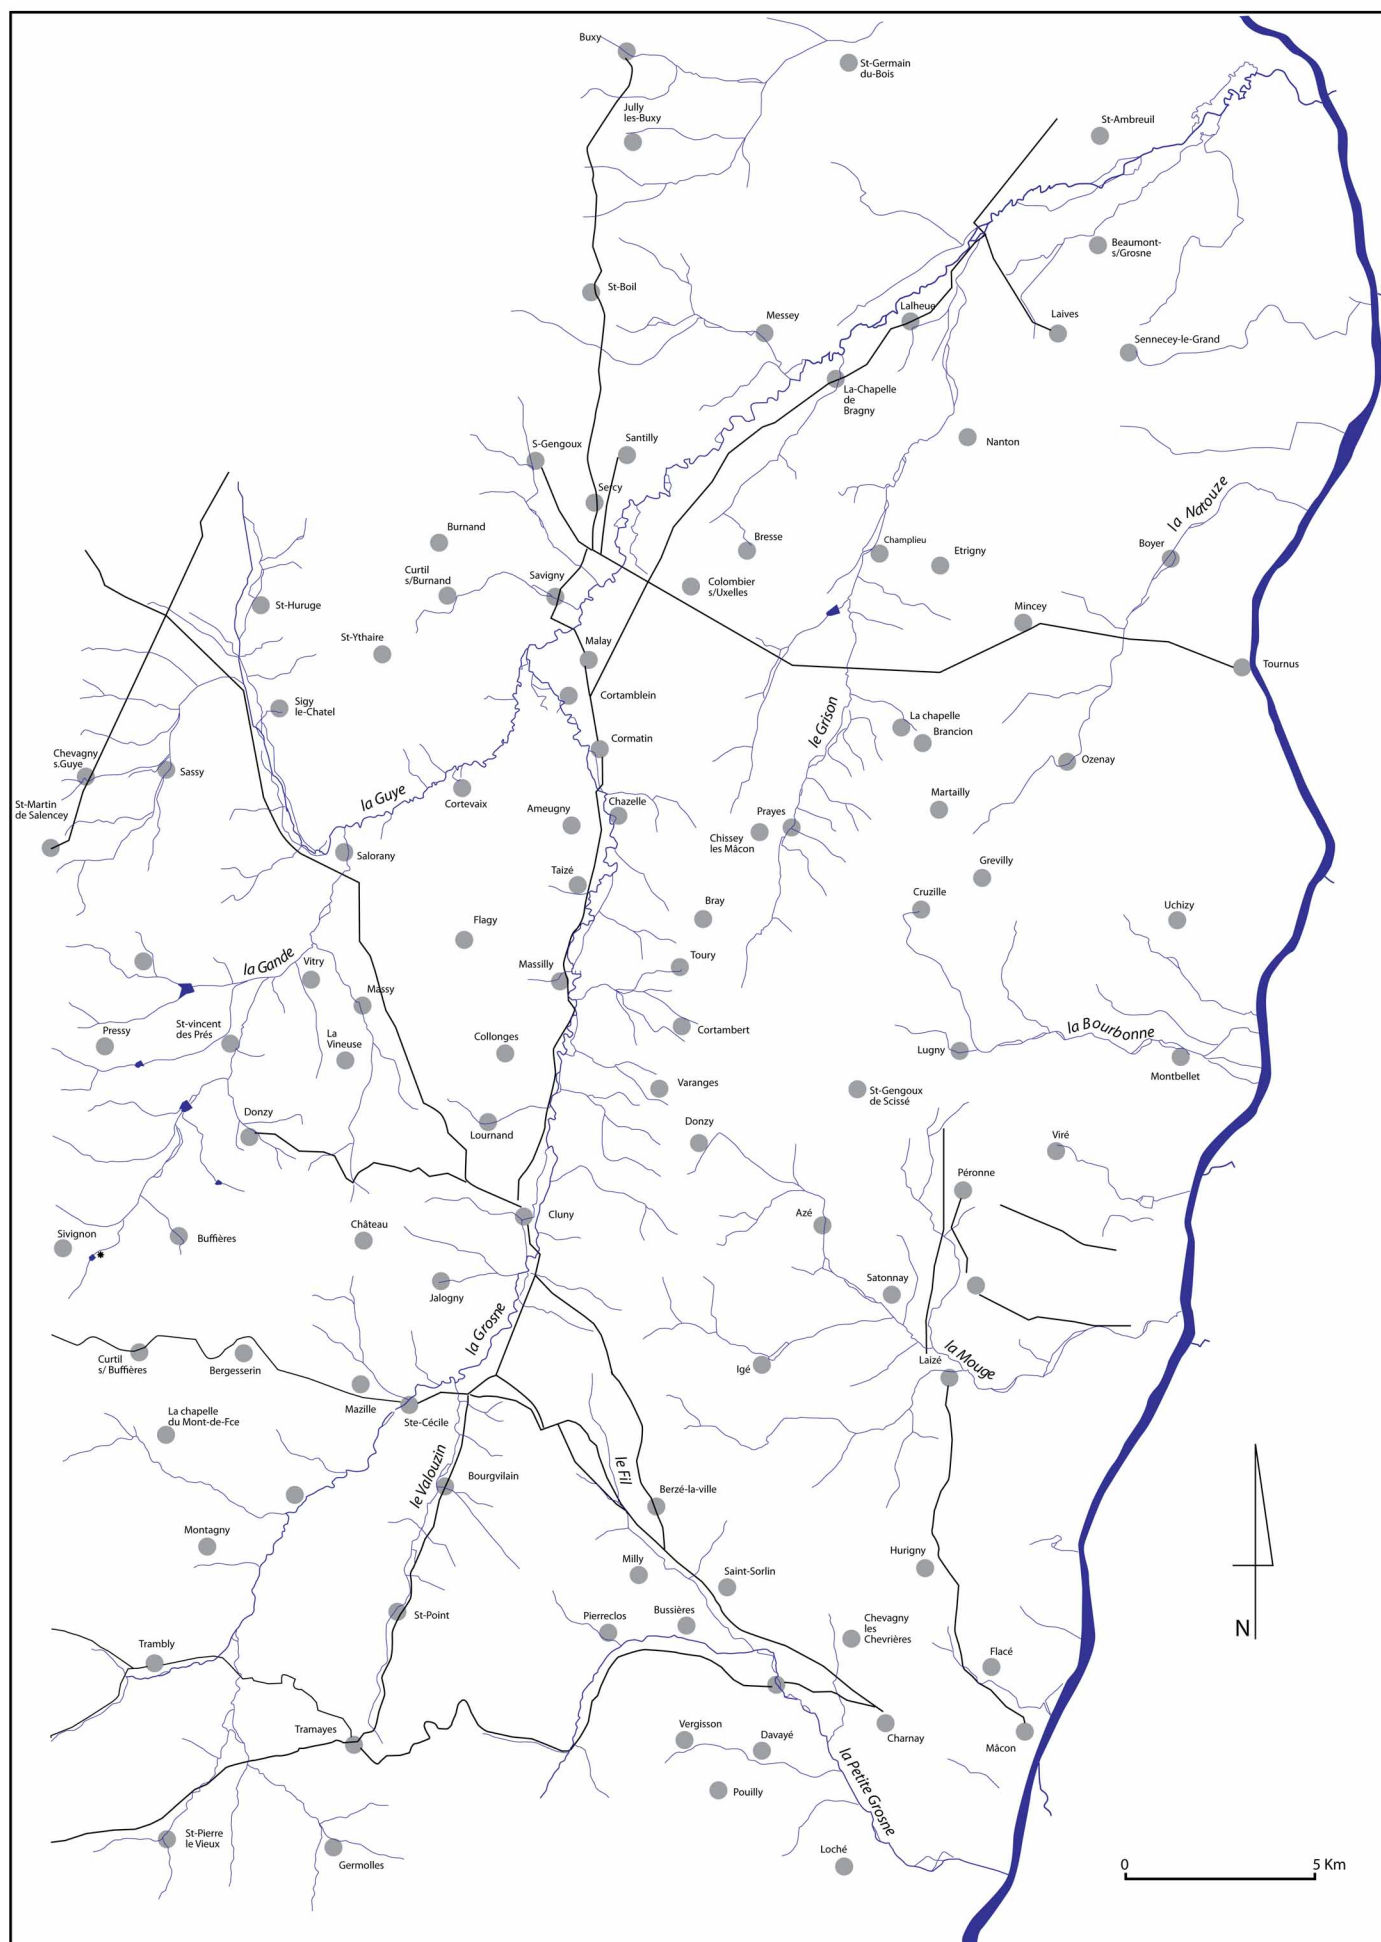 Buxy
St-Germain
du-Bois
Jully
les-Buxy
St-Ambreuil
Beaumont-
s/Grosne
St-Boil
Messey
Lalheue
Laives
Sennecey-le-Grand
La-Chapelle
de
Bragny
S-Gengoux
Santilly
Nanton
Sercy
la Natouze
Burnand
Bresse
Champlieu
Etrigny
Boyer
Curtil
s/Burnand
Savigny
Colombier
s/Uxelles
St-Huruge
Mincey
St-Ythaire
Malay
Tournus
Cortamblein
Sigy
le-Chatel
le Grison
La chapelle
Brancion
Cormatin
Chevagny
s.Guye
Sassy
Ozenay
la Guye
Cortevaix
St-Martin
de Salencey
Ameugny
Chazelle
Prayes
Martailly
Chissey
les Mâcon
Salorany
Taizé
Grevilly
Cruzille
Bray
Uchizy
Flagy
la Gande
Vitry
Massilly
Toury
Massy
Pressy
St-vincent
des Prés
La
Vineuse
Collonges
Cortambert
la Bourbonne
Lugny
Montbellet
Varanges
St-Gengoux
de Scissé
Donzy
Lournand
Donzy
Viré
Péronne
Cluny
Azé
Château
Sivignon
Buffières
*
Jalogny
Satonnay
la Grosne
Curtil
s/ Buffières
Bergesserin
Igé
Laizé
la Mouge
Mazille
Ste-Cécile
La chapelle
du Mont-de-Fce
le Valouzin
Bourgvilain
le Fil
Berzé-la-ville
Montagny
Milly
Hurigny
Saint-Sorlin
St-Point
Pierreclos
Bussières
Chevagny
les
Chevrières
N
Trambly
Flacé
Tramayes
Vergisson
Davayé
Charnay
Mâcon
la Petite Grosne
Pouilly
St-Pierre
le Vieux
Germolles
Loché
0 5 Km